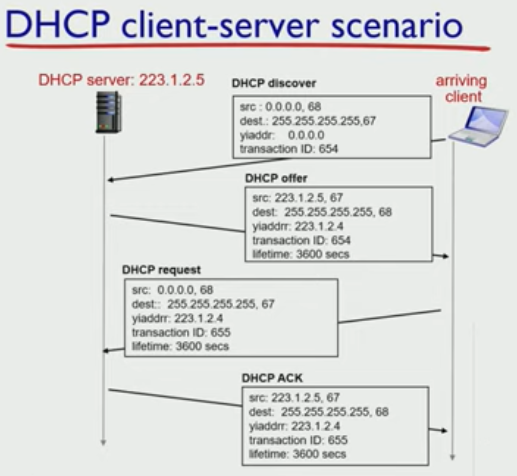 DHCP client-server scenario
DHCP server: 223.1.2.5
arriving
client
DHCP discover
src : 0.0.0.0, 68
dest.: 255.255.255.255,67
yiaddr: 0.0.0.0
transaction ID: 654
DHCP offer
src: 223.1.2.5, 67
dest: 255.255.255.255, 68
yiaddrr: 223.1.2.4
transaction ID: 654
lifetime: 3600 secs
DHCP request
src: 0.0.0.0, 68
dest:: 255.255.255.255, 67
yiaddrr: 223.1.2.4
transaction ID: 655
lifetime: 3600 secs
DHCP ACK
src: 223.1.2.5, 67
dest: 255.255.255.255, 68
yiaddrr: 223.1.2.4
transaction ID: 655
lifetime: 3600 secs